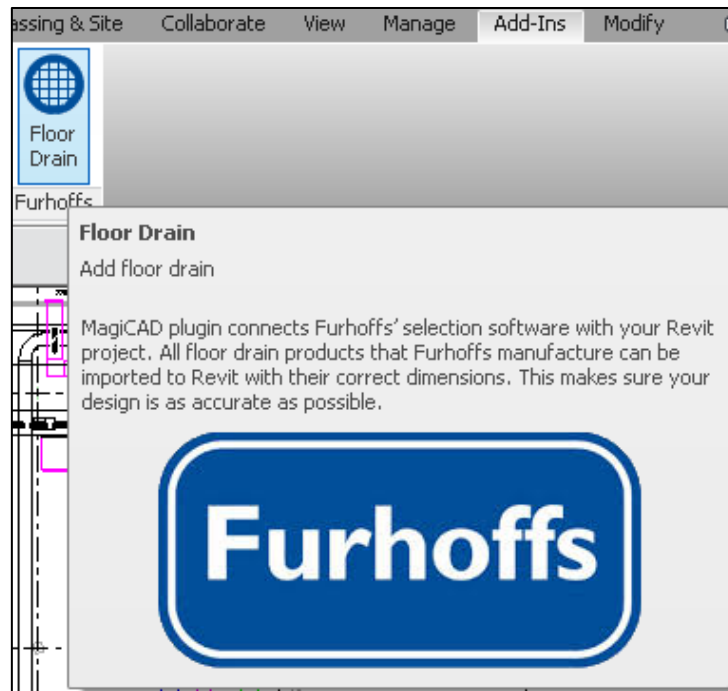 assing & Site Collaborate View Manage Add-Ins Modify
Floor
Drain
Furhoffs
Floor Drain
Add floor drain
MagiCAD plugin connects Furhoffs' selection software with your Revit
project. All floor drain products that Furhoffs manufacture can be
imported to Revit with their correct dimensions. This makes sure your
design is as accurate as possible.
Furhoffs